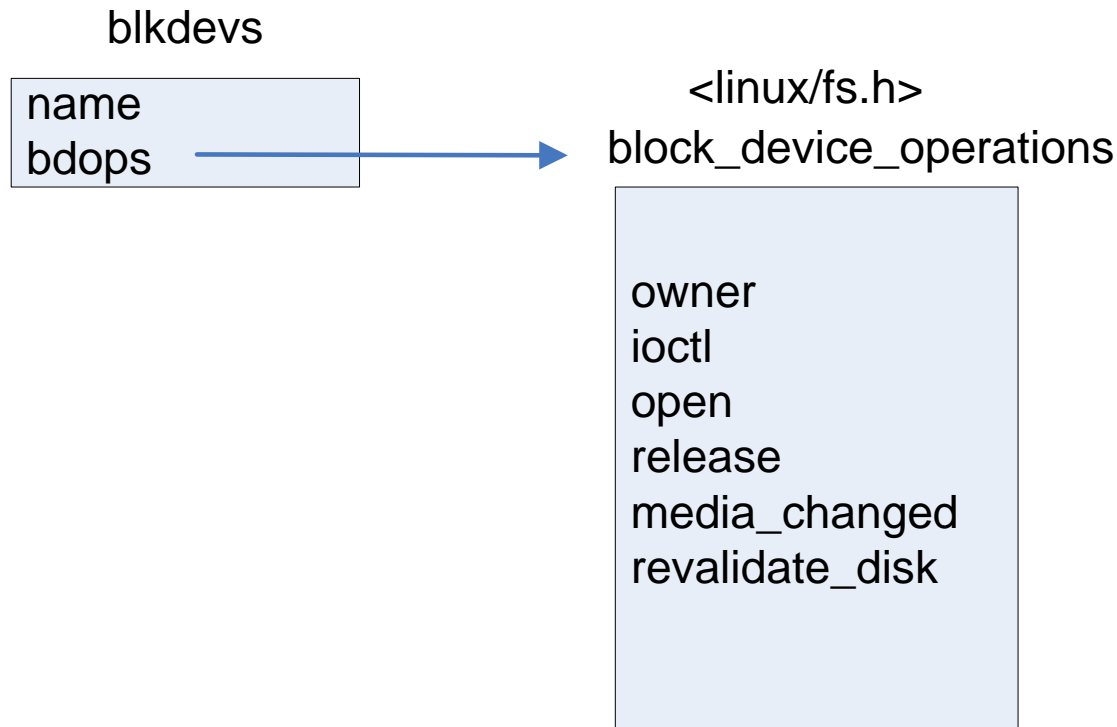 blkdevs
name
bdops
<linux/fs.h>
block_device_operations
owner
ioctl
open
release
media_changed
revalidate_disk